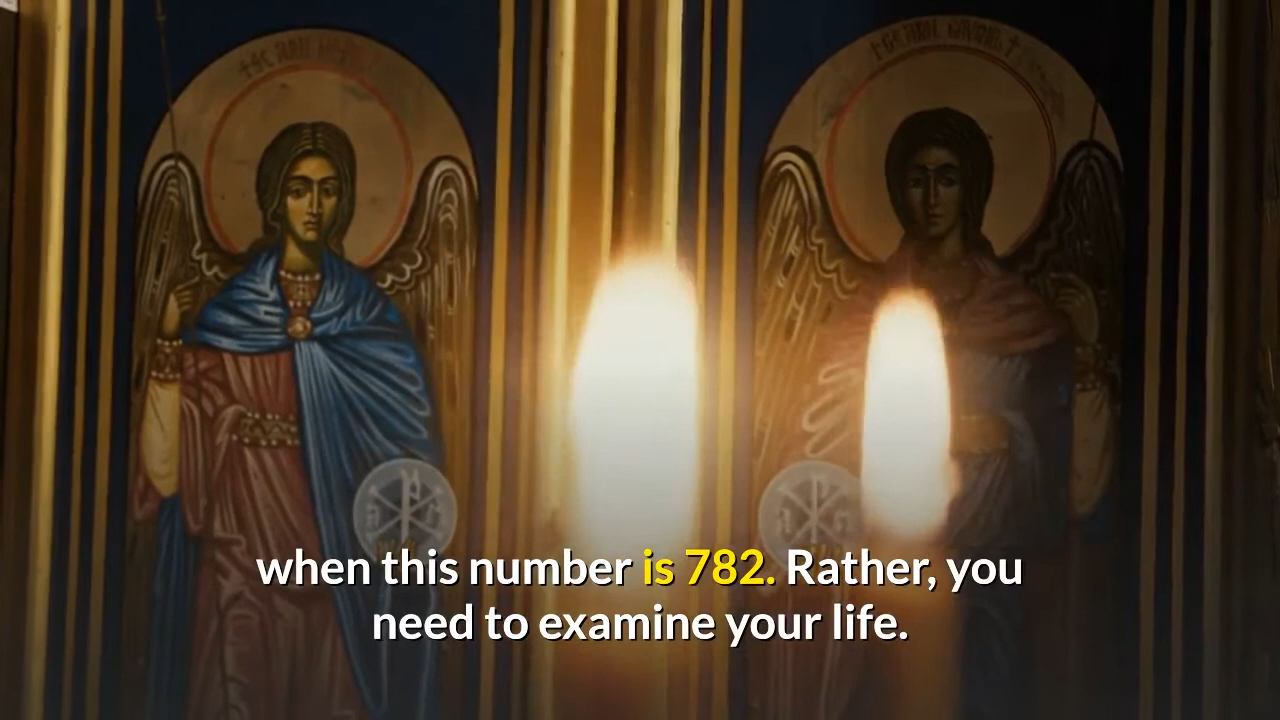 when this number is 782. Rather, you
need to examine your life.